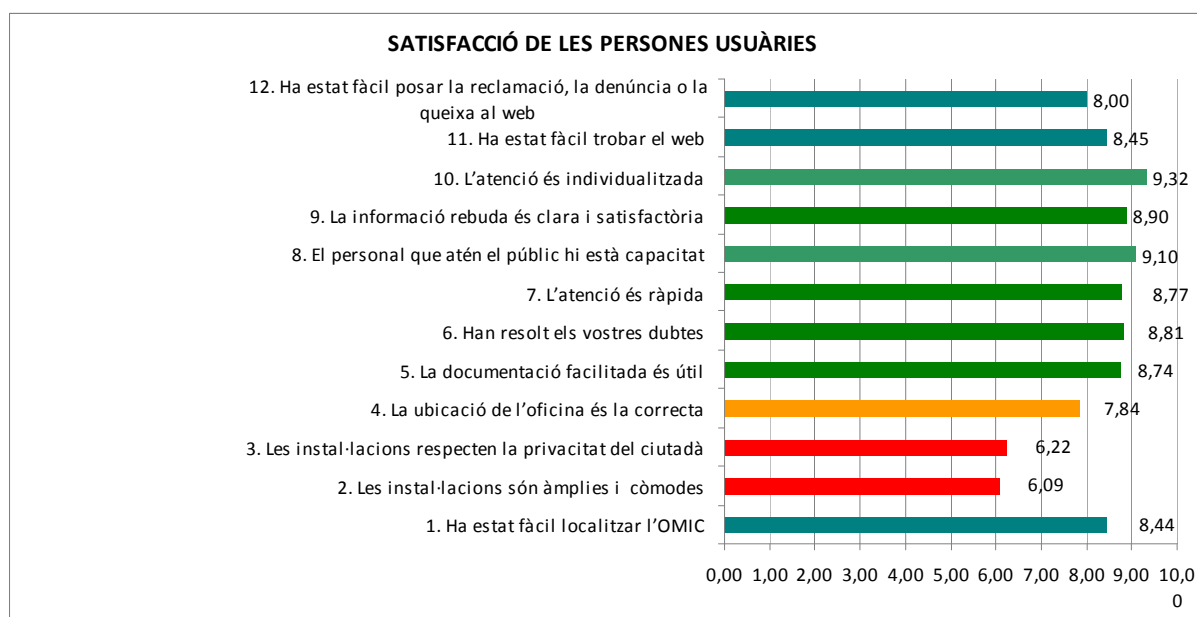 SATISFACCIÓ DE LES PERSONES USUÀRIES
12. Ha estat fàcil posar la reclamació, la denúncia o la
queixa al web
8,00
11. Ha estat fàcil trobar el web
8,45
10. L’atenció és individualitzada
9,32
9. La informació rebuda és clara i satisfactòria
8,90
8. El personal que atén el públic hi està capacitat
9,10
7. L’atenció és ràpida
8,77
6. Han resolt els vostres dubtes
8,81
5. La documentació facilitada és útil
8,74
4. La ubicació de l’oficina és la correcta
7,84
3. Les instal·lacions respecten la privacitat del ciutadà
6,22
2. Les instal·lacions són àmplies i còmodes
6,09
1. Ha estat fàcil localitzar l’OMIC
8,44
0,00 1,00 2,00 3,00 4,00 5,00 6,00 7,00 8,00 9,00 10,0
0